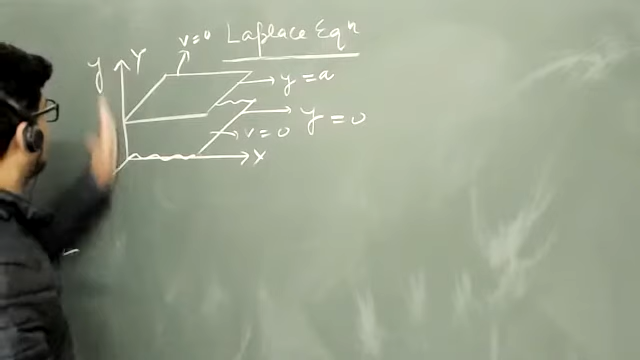 Laplace Eqⁿ
V=0
y Y
y = a
y = 0
V = 0
X